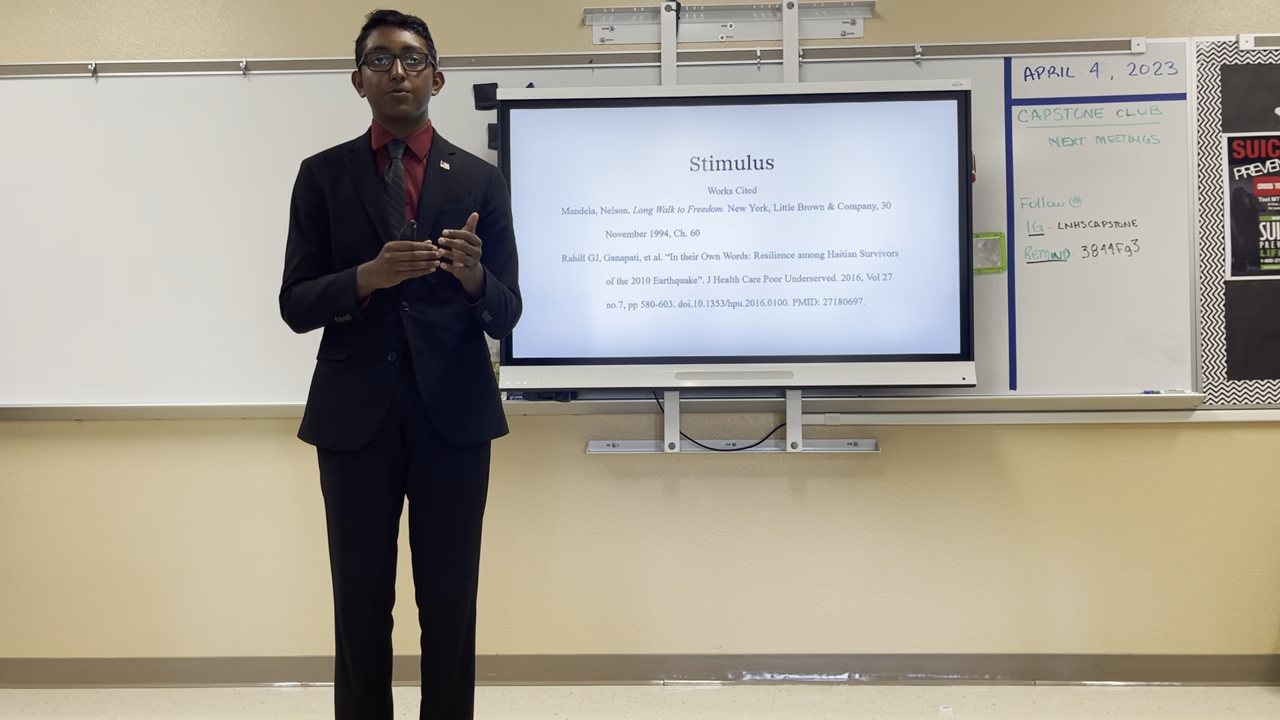 Stimulus
Works Cited
Mandela, Nelson. Long Walk to Freedom. New York, Little Brown & Company, 30
November 1994, Ch. 60
Rahill GJ, Ganapati, et al. “In their Own Words: Resilience among Haitian Survivors
of the 2010 Earthquake”. J Health Care Poor Underserved. 2016, Vol 27
no.7, pp 580-603. doi.10.1353/hpu.2016.0100. PMID: 27180697.
APRIL 4, 2023
CAPSTONE CLUB
NEXT MEETINGS
Follow @
IG: LNHSCAPSTONE
REMIND: 3844Fg3
SUIC
PREVEN